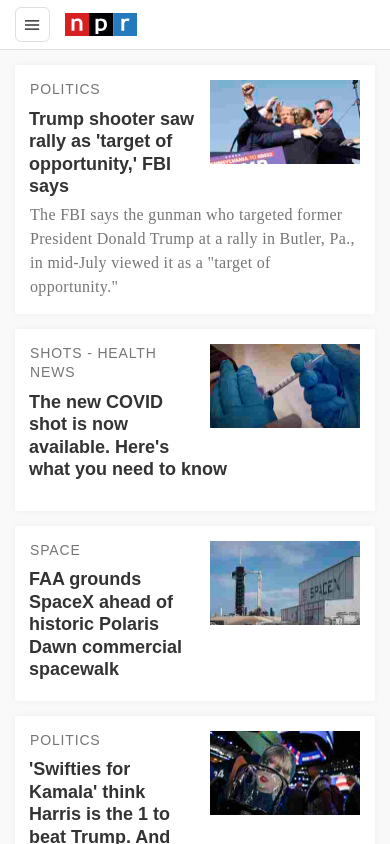 npr
POLITICS
Trump shooter saw
rally as 'target of
opportunity,' FBI
says
The FBI says the gunman who targeted former
President Donald Trump at a rally in Butler, Pa.,
in mid-July viewed it as a "target of
opportunity."
SHOTS - HEALTH
NEWS
The new COVID
shot is now
available. Here's
what you need to know
SPACE
FAA grounds
SpaceX ahead of
historic Polaris
Dawn commercial
spacewalk
SPACEX
POLITICS
'Swifties for
Kamala' think
Harris is the 1 to
beat Trump. And